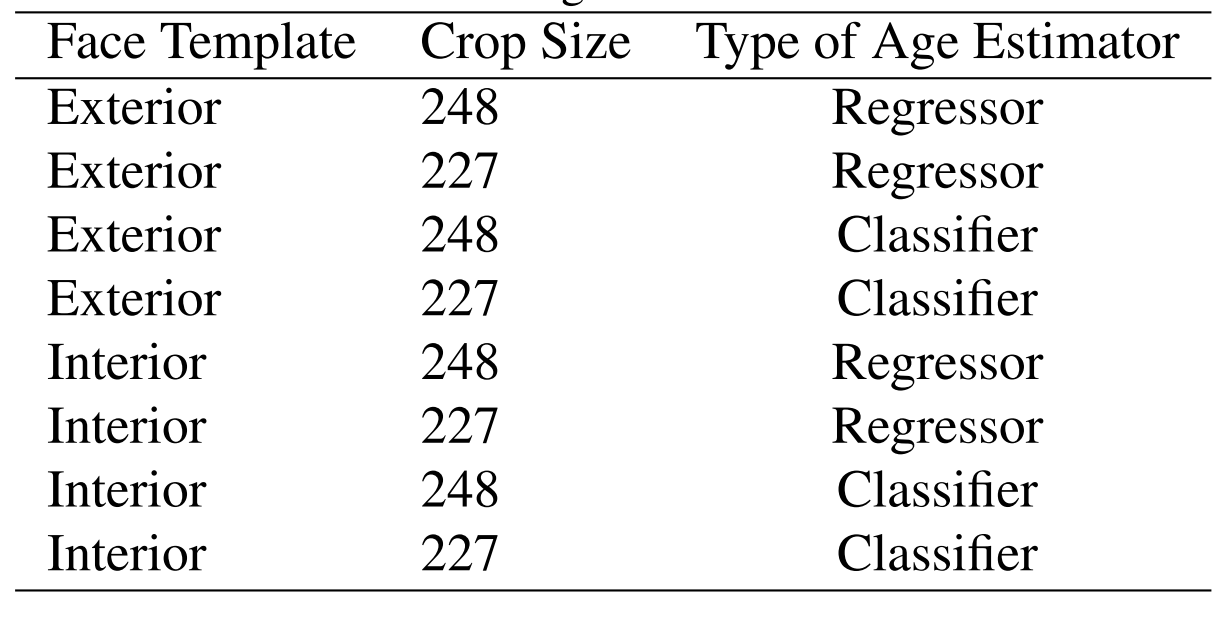 Face Template Crop Size Type of Age Estimator
Exterior 248 Regressor
Exterior 227 Regressor
Exterior 248 Classifier
Exterior 227 Classifier
Interior 248 Regressor
Interior 227 Regressor
Interior 248 Classifier
Interior 227 Classifier